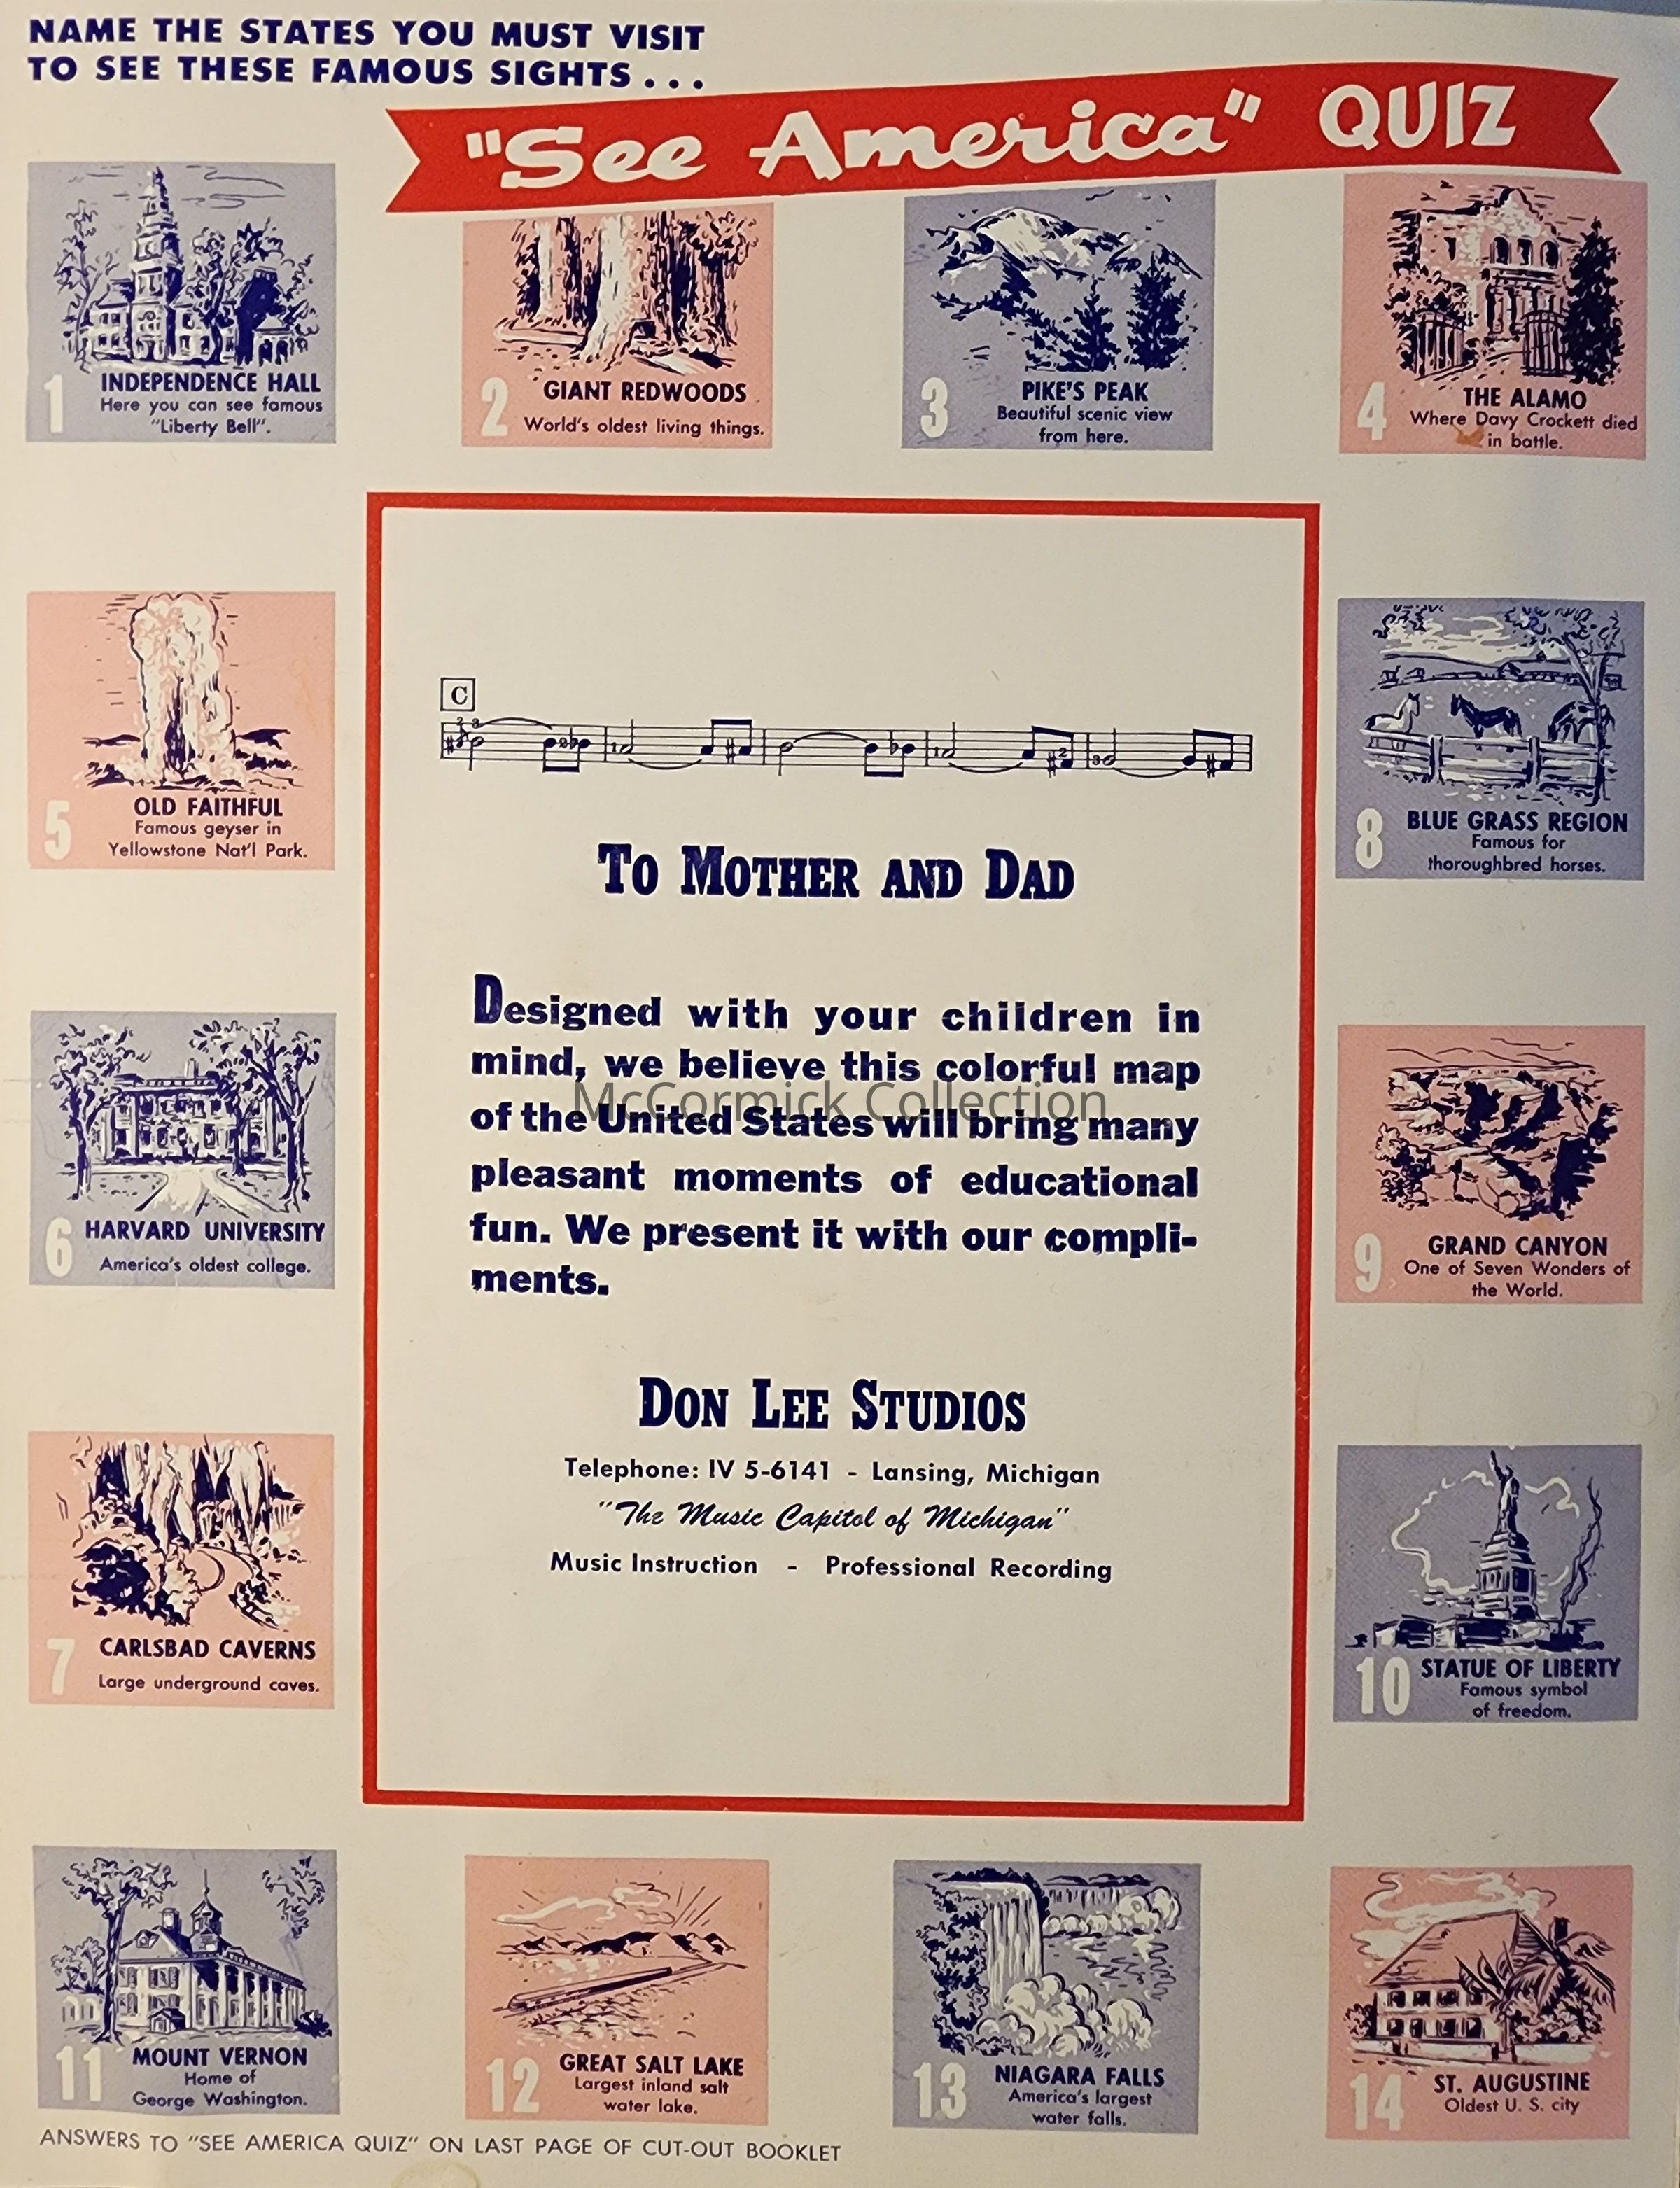 NAME THE STATES YOU MUST VISIT
TO SEE THESE FAMOUS SIGHTS...
"See America" QUIZ
1
INDEPENDENCE HALL
Here you can see famous
"Liberty Bell".
2
GIANT REDWOODS
World's oldest living things.
3
PIKE'S PEAK
Beautiful scenic view
from here.
4
THE ALAMO
Where Davy Crockett died
in battle.
5
OLD FAITHFUL
Famous geyser in
Yellowstone Nat'l Park.
6
HARVARD UNIVERSITY
America's oldest college.
7
CARLSBAD CAVERNS
Large underground caves.
C
TO MOTHER AND DAD
Designed with your children in
mind, we believe this colorful map
McCormick Collection
of the United States will bring many
pleasant moments of educational
fun. We present it with our compli-
ments.
DON LEE STUDIOS
Telephone: IV 5-6141 - Lansing, Michigan
"The Music Capitol of Michigan"
Music Instruction - Professional Recording
8
BLUE GRASS REGION
Famous for
thoroughbred horses.
9
GRAND CANYON
One of Seven Wonders of
the World.
10
STATUE OF LIBERTY
Famous symbol
of freedom.
11
MOUNT VERNON
Home of
George Washington.
12
GREAT SALT LAKE
Largest inland salt
water lake.
13
NIAGARA FALLS
America's largest
water falls.
14
ST. AUGUSTINE
Oldest U. S. city
ANSWERS TO "SEE AMERICA QUIZ" ON LAST PAGE OF CUT-OUT BOOKLET